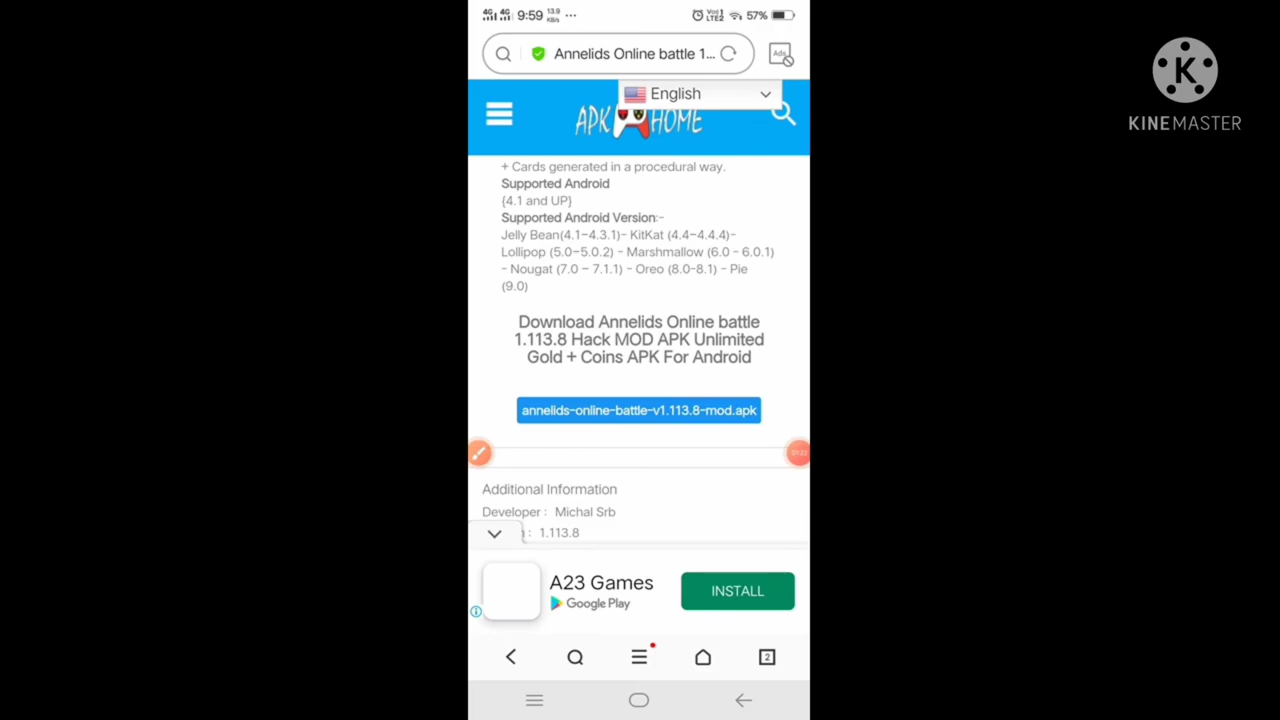 4G 4G 9:59 13.9 KB/s ... Vo) 1 LTE2 57%
Annelids Online battle 1... Ads
English
APK HOME
K
KINEMASTER
+ Cards generated in a procedural way.
Supported Android
{4.1 and UP}
Supported Android Version:-
Jelly Bean(4.1–4.3.1)- KitKat (4.4–4.4.4)-
Lollipop (5.0–5.0.2) - Marshmallow (6.0 - 6.0.1)
- Nougat (7.0 – 7.1.1) - Oreo (8.0-8.1) - Pie
(9.0)
Download Annelids Online battle
1.113.8 Hack MOD APK Unlimited
Gold + Coins APK For Android
annelids-online-battle-v1.113.8-mod.apk
01:22
Additional Information
Developer : Michal Srb
: 1.113.8
A23 Games
Google Play
INSTALL
2